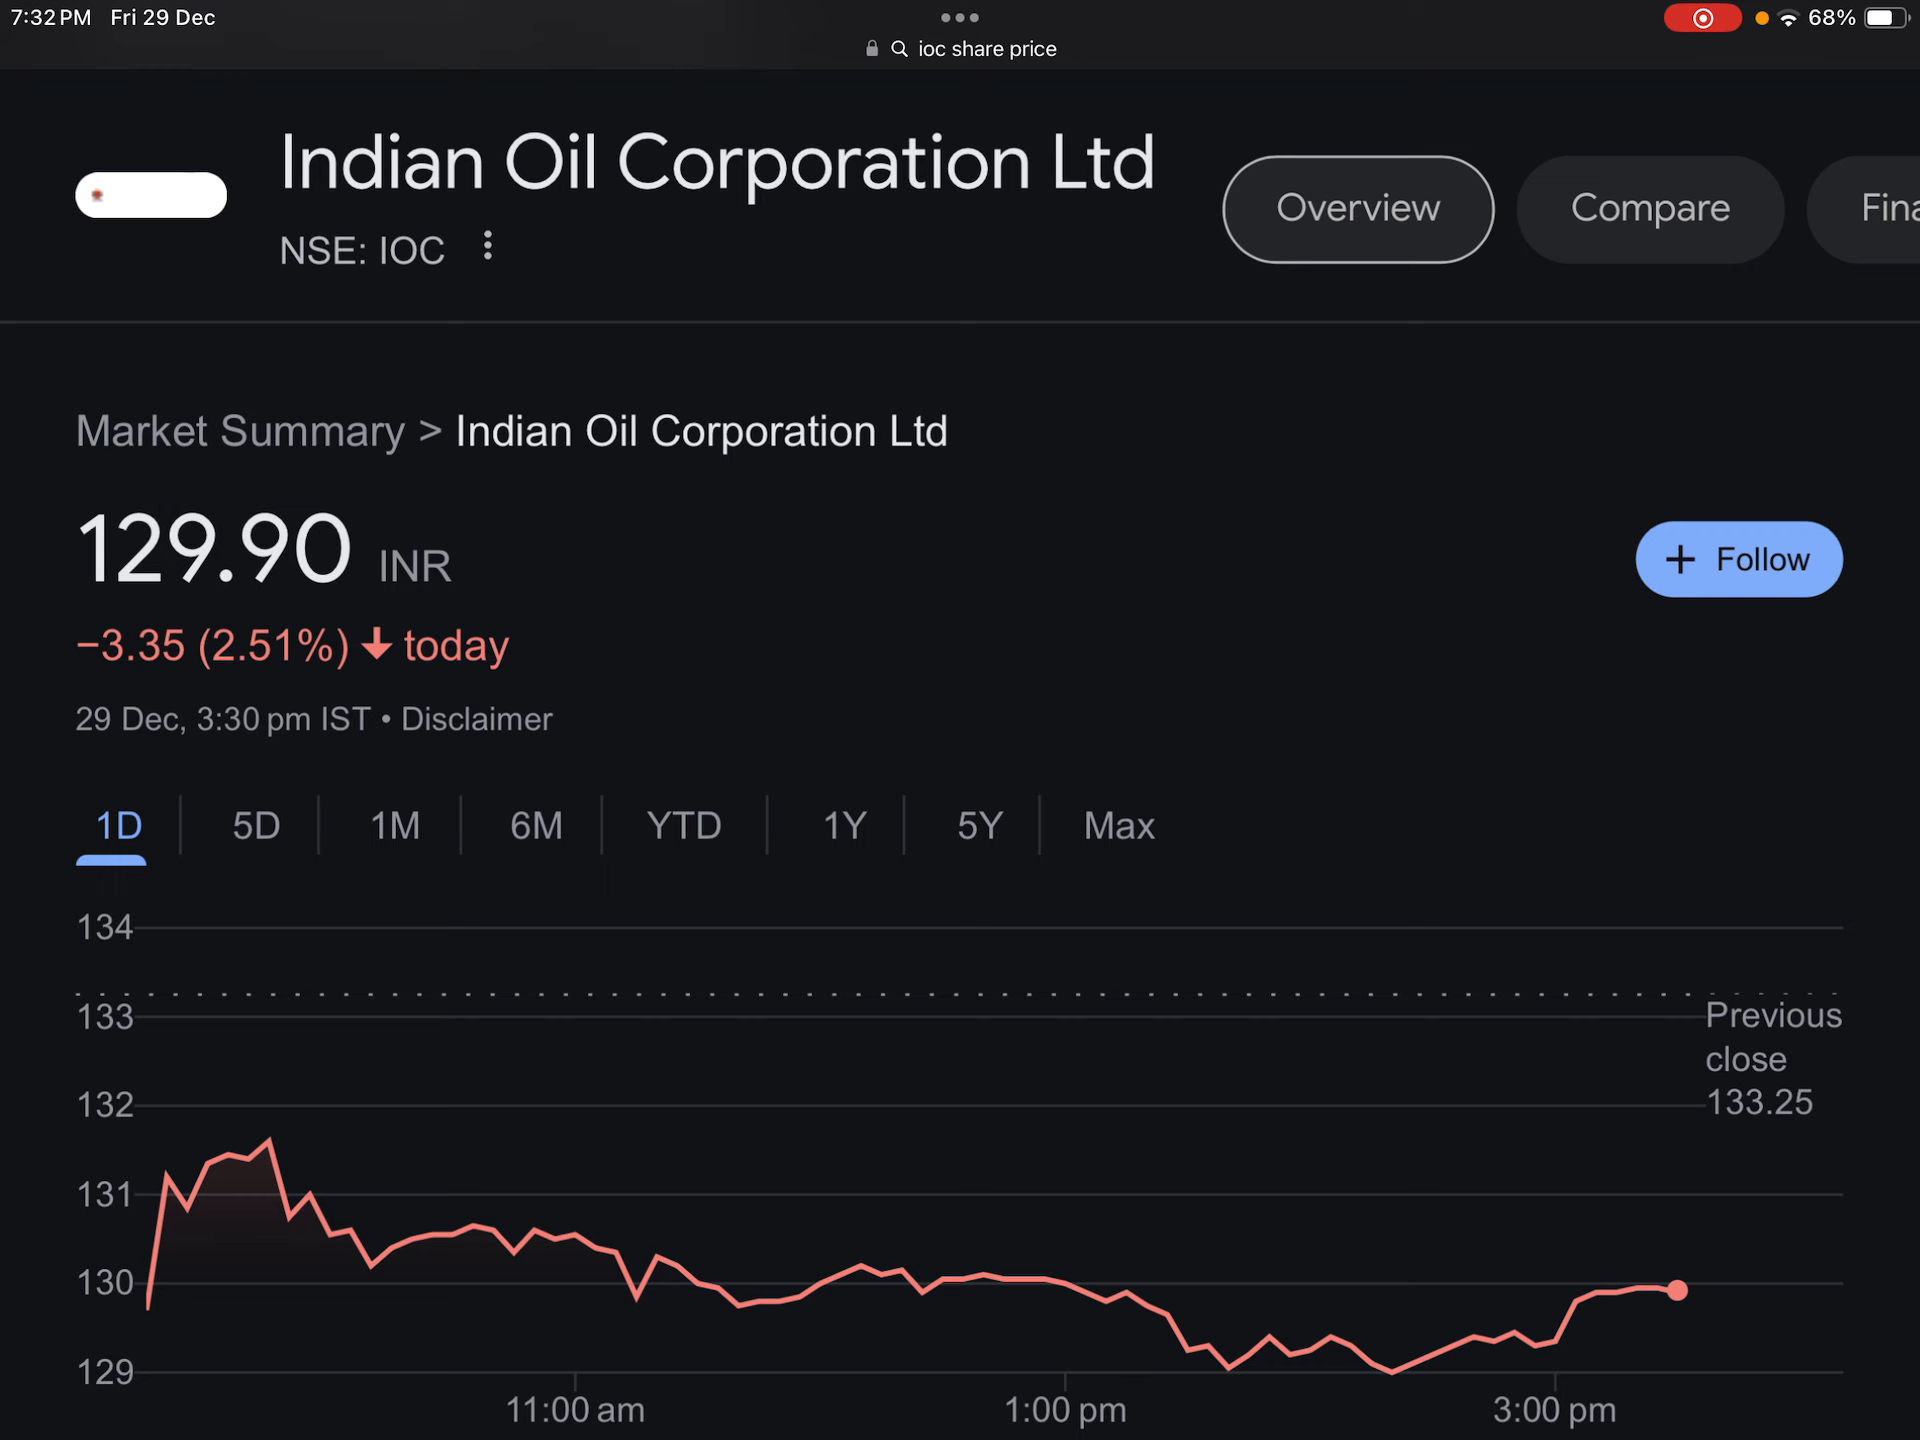 7:32 PM Fri 29 Dec
68%
ioc share price
Indian Oil Corporation Ltd
NSE: IOC
Overview
Compare
Fina
Market Summary > Indian Oil Corporation Ltd
129.90 INR
+ Follow
−3.35 (2.51%) ↓ today
29 Dec, 3:30 pm IST • Disclaimer
1D 5D 1M 6M YTD 1Y 5Y Max
134
133
Previous
close
133.25
132
131
130
129
11:00 am 1:00 pm 3:00 pm